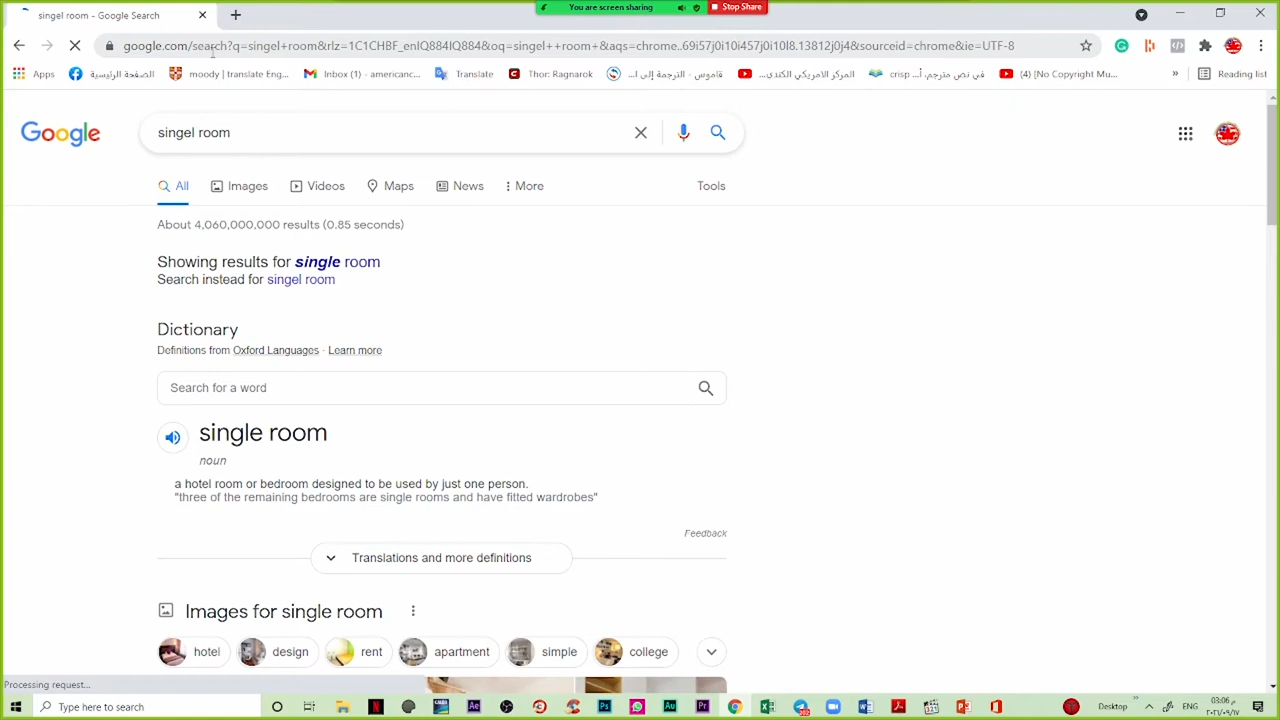 singel room - Google Search
You are screen sharing
Stop Share
google.com/search?q=singel+room&rlz=1C1CHBF_enIQ884IQ884&oq=singel++room+&aqs=chrome..69i57j0i10i457j0i10l8.13812j0j4&sourceid=chrome&ie=UTF-8
Apps
الصفحة الرئيسية
moody | translate Eng...
Inbox (1) - americanc...
Translate
Thor: Ragnarok
قاموس - الترجمة إلى ا...
المركز الامريكي الكندى...
crisp في نص مترجم، أ...
(4) [No Copyright Mu...
»
Reading list
Google
singel room
All
Images
Videos
Maps
News
More
Tools
About 4,060,000,000 results (0.85 seconds)
Showing results for single room
Search instead for singel room
Dictionary
Definitions from Oxford Languages · Learn more
Search for a word
single room
noun
a hotel room or bedroom designed to be used by just one person.
"three of the remaining bedrooms are single rooms and have fitted wardrobes"
Feedback
Translations and more definitions
Images for single room
hotel
design
rent
apartment
simple
college
Processing request...
Type here to search
Desktop
»
ENG
03:06 م
٢٠٢١/٠٩/١٧